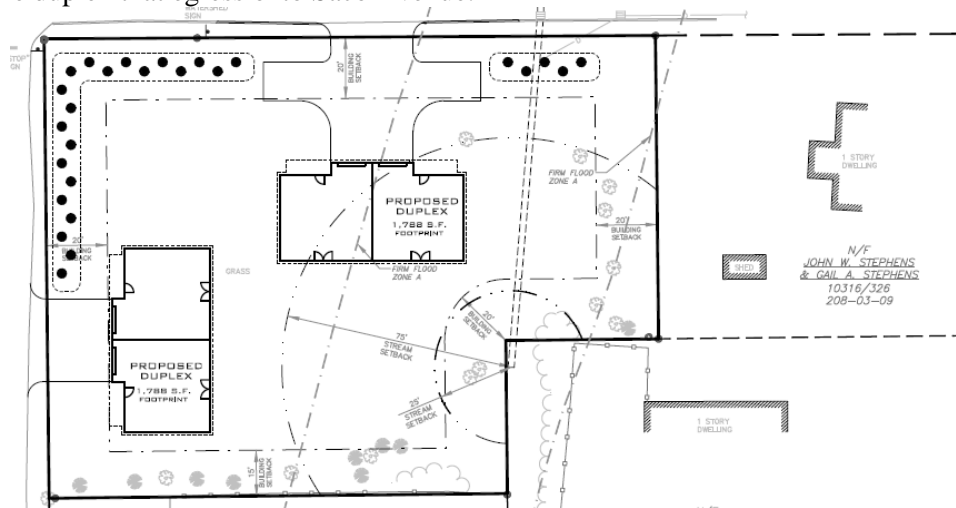 WATERSHED
SIGN
20'
BUILDING
SETBACK
FIRM FLOOD
ZONE A
1 STORY
DWELLING
PROPOSED
DUPLEX
1,788 S.F.
FOOTPRINT
20'
BUILDING
SETBACK
20'
BUILDING
SETBACK
GRASS
FIRM FLOOD
ZONE A
SHED
N/F
JOHN W. STEPHENS
& GAIL A. STEPHENS
10316/326
208-03-09
20'
BUILDING
SETBACK
75'
STREAM
SETBACK
PROPOSED
DUPLEX
1,788 S.F.
FOOTPRINT
25'
STREAM
SETBACK
1 STORY
DWELLING
15'
BUILDING
SETBACK